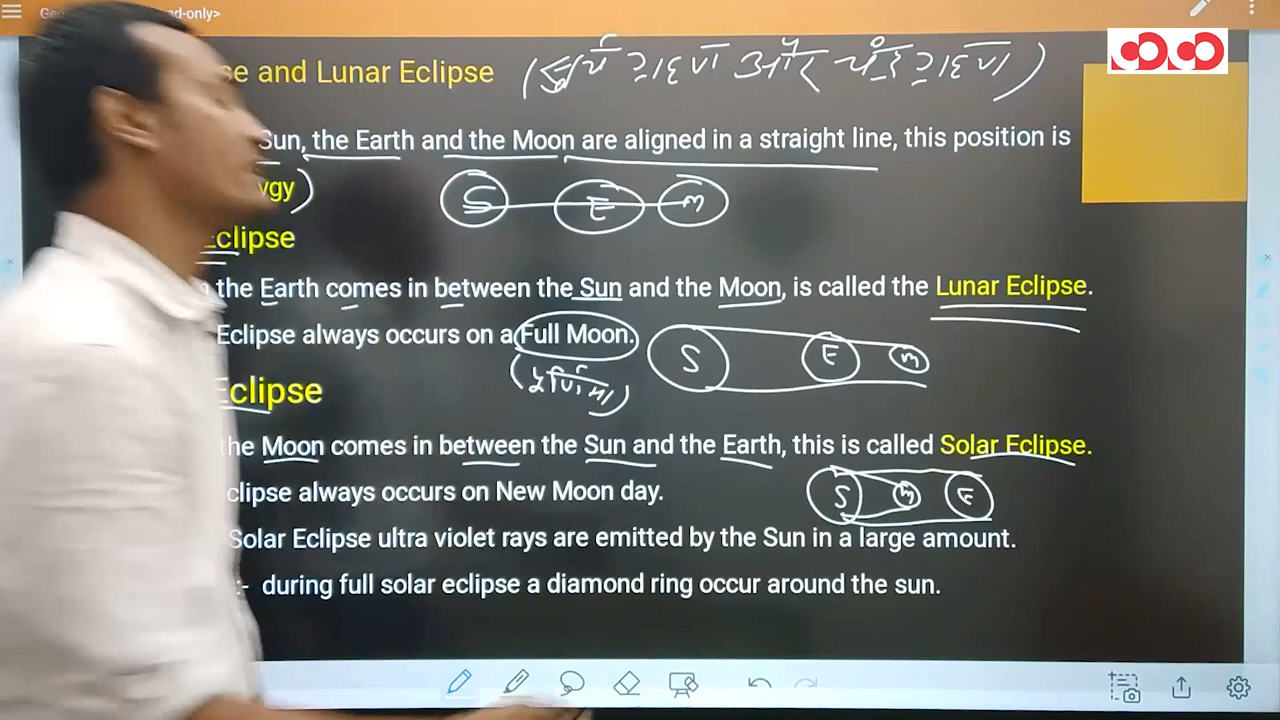 se and Lunar Eclipse (सूर्य ग्रहण और चंद्र ग्रहण)
Sun, the Earth and the Moon are aligned in a straight line, this position is
ygy)
S E M
Eclipse
the Earth comes in between the Sun and the Moon, is called the Lunar Eclipse.
Eclipse always occurs on a Full Moon.
S E M
(पूर्णिमा)
Eclipse
the Moon comes in between the Sun and the Earth, this is called Solar Eclipse.
clipse always occurs on New Moon day.
S M E
Solar Eclipse ultra violet rays are emitted by the Sun in a large amount.
:- during full solar eclipse a diamond ring occur around the sun.